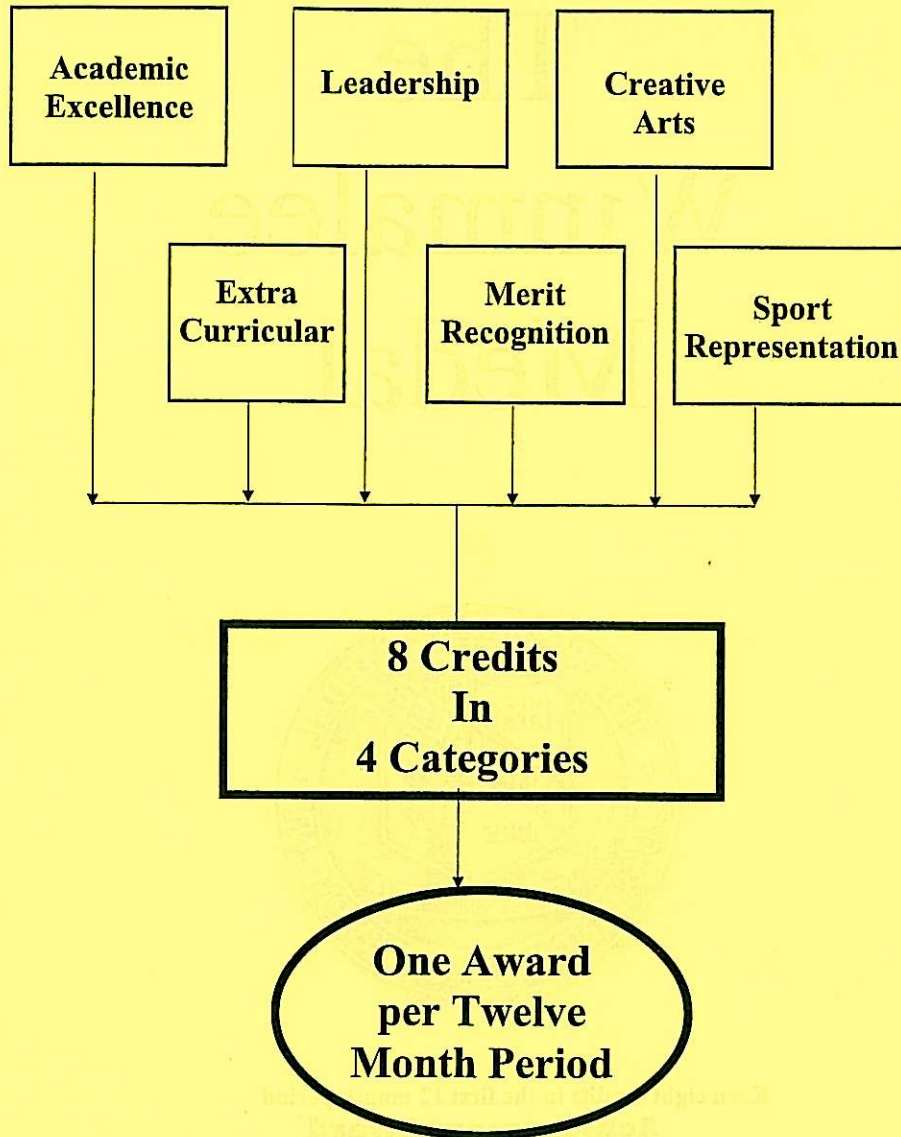 Academic
Excellence
Leadership
Creative
Arts
Extra
Curricular
Merit
Recognition
Sport
Representation
8 Credits
In
4 Categories
One Award
per Twelve
Month Period